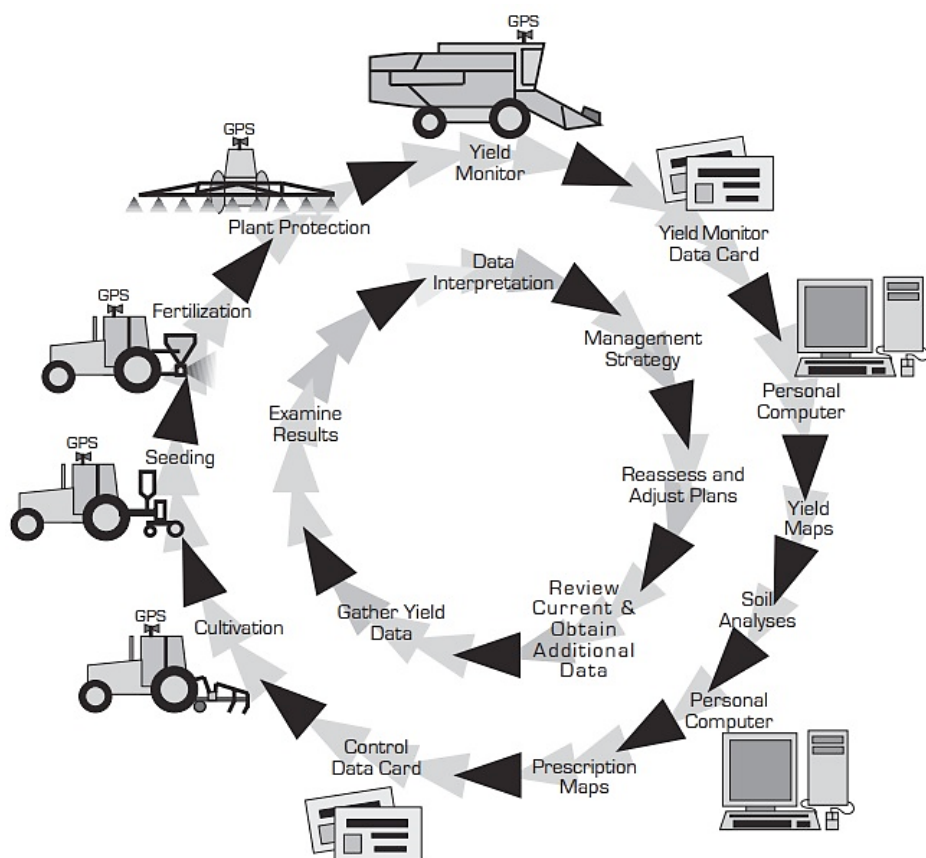 GPS
Yield
Monitor
Yield Monitor
Data Card
Personal
Computer
Yield
Maps
Soil
Analyses
Personal
Computer
Prescription
Maps
Control
Data Card
GPS
Cultivation
GPS
Seeding
GPS
Fertilization
GPS
Plant Protection
Data
Interpretation
Management
Strategy
Reassess and
Adjust Plans
Review
Current &
Obtain
Additional
Data
Gather Yield
Data
Examine
Results